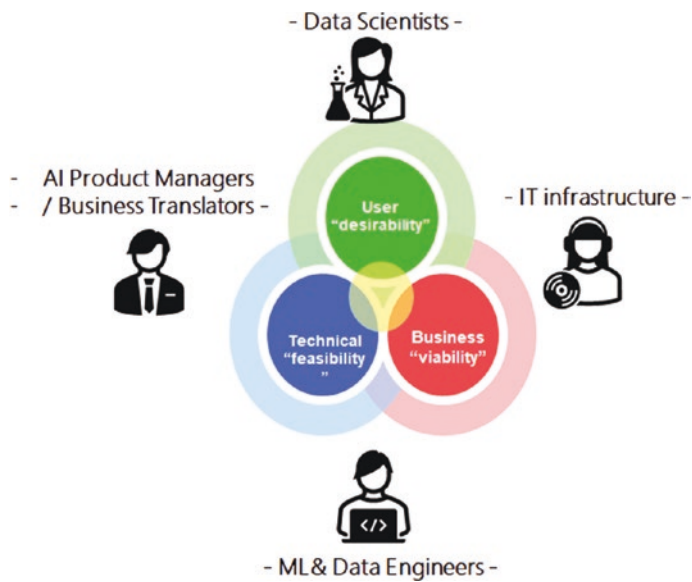 - Data Scientists -
- AI Product Managers
- / Business Translators -
- IT infrastructure -
User
“desirability”
Technical
“feasibility
”
Business
“viability”
</>
- ML& Data Engineers -